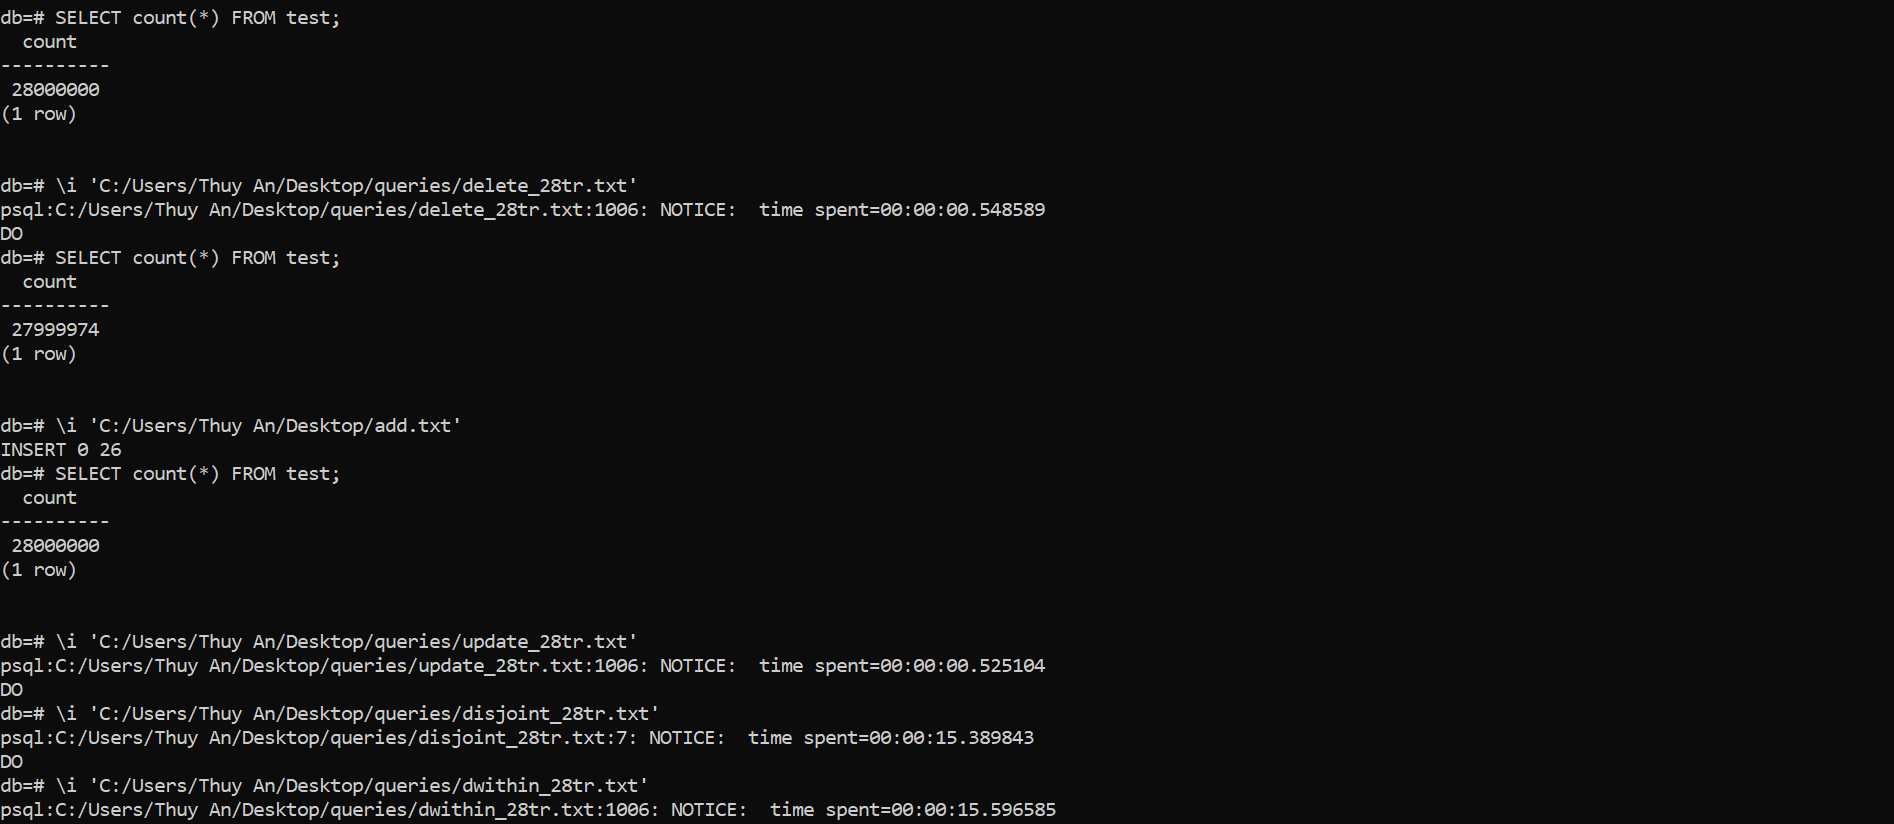 db=# SELECT count(*) FROM test;
  count
----------
 28000000
(1 row)


db=# \i 'C:/Users/Thuy An/Desktop/queries/delete_28tr.txt'
psql:C:/Users/Thuy An/Desktop/queries/delete_28tr.txt:1006: NOTICE:  time spent=00:00:00.548589
DO
db=# SELECT count(*) FROM test;
  count
----------
 27999974
(1 row)


db=# \i 'C:/Users/Thuy An/Desktop/add.txt'
INSERT 0 26
db=# SELECT count(*) FROM test;
  count
----------
 28000000
(1 row)


db=# \i 'C:/Users/Thuy An/Desktop/queries/update_28tr.txt'
psql:C:/Users/Thuy An/Desktop/queries/update_28tr.txt:1006: NOTICE:  time spent=00:00:00.525104
DO
db=# \i 'C:/Users/Thuy An/Desktop/queries/disjoint_28tr.txt'
psql:C:/Users/Thuy An/Desktop/queries/disjoint_28tr.txt:7: NOTICE:  time spent=00:00:15.389843
DO
db=# \i 'C:/Users/Thuy An/Desktop/queries/dwithin_28tr.txt'
psql:C:/Users/Thuy An/Desktop/queries/dwithin_28tr.txt:1006: NOTICE:  time spent=00:00:15.596585